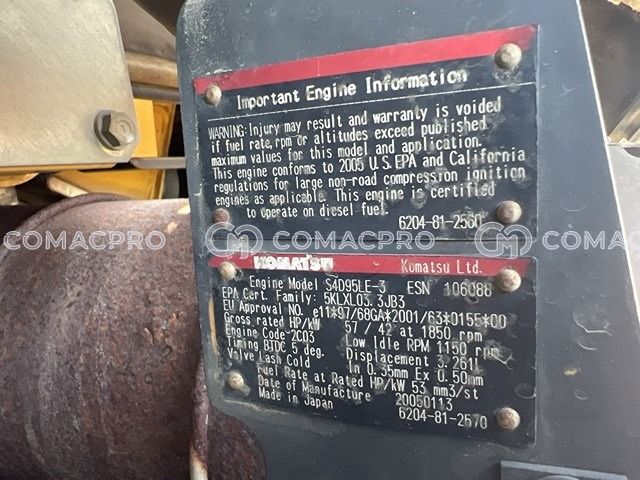 Important Engine Information
WARNING: Injury may result and warranty is voided
if fuel rate, rpm or altitudes exceed published
maximum values for this model and application.
This engine conforms to 2005 U.S.EPA and California
regulations for large non-road compression ignition
engines as applicable. This engine is certified
to operate on diesel fuel.
6204-81-2560
COMACPRO COMACPRO COMACPRO
KOMATSU Komatsu Ltd.
Engine Model S4D95LE-3 ESN 106088
EPA Cert. Family: 5KLXL03.3JB3
EU Approval NO. e11*97/68GA*2001/63*0155*00
Gross rated HP/kW 57 / 42 at 1850 rpm
Engine Code-2C03 Low Idle RPM 1150 rpm
Timing BTDC 5 deg. Displacement 3.26lL
Valve Lash Cold In 0.35mm Ex 0.50mm
Fuel Rate at Rated HP/kW 53 mm3/st
Date of Manufacture 20050113
Made in Japan 6204-81-2570